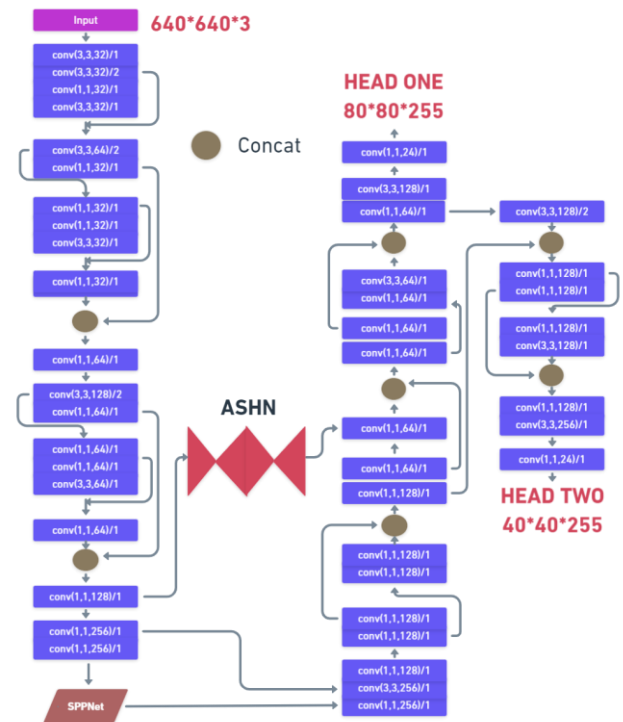 Input
640*640*3
conv(3,3,32)/1
conv(3,3,32)/2
conv(1,1,32)/1
conv(3,3,32)/1
conv(3,3,64)/2
conv(1,1,32)/1
conv(1,1,32)/1
conv(1,1,32)/1
conv(3,3,32)/1
conv(1,1,32)/1
conv(1,1,64)/1
conv(3,3,128)/2
conv(1,1,64)/1
conv(1,1,64)/1
conv(1,1,64)/1
conv(3,3,64)/1
conv(1,1,64)/1
conv(1,1,128)/1
conv(1,1,256)/1
conv(1,1,256)/1
SPPNet
Concat
ASHN
HEAD ONE
80*80*255
conv(1,1,24)/1
conv(3,3,128)/1
conv(1,1,64)/1
conv(3,3,64)/1
conv(1,1,64)/1
conv(1,1,64)/1
conv(1,1,64)/1
conv(1,1,64)/1
conv(1,1,64)/1
conv(1,1,128)/1
conv(1,1,128)/1
conv(1,1,128)/1
conv(1,1,128)/1
conv(1,1,128)/1
conv(1,1,128)/1
conv(3,3,256)/1
conv(1,1,256)/1
conv(3,3,128)/2
conv(1,1,128)/1
conv(1,1,128)/1
conv(1,1,128)/1
conv(3,3,128)/1
conv(1,1,128)/1
conv(3,3,256)/1
conv(1,1,24)/1
HEAD TWO
40*40*255